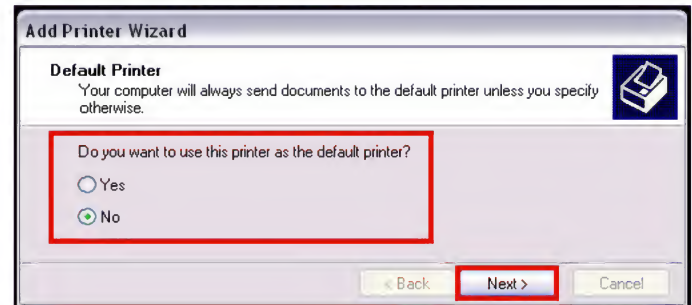 Add Printer Wizard
Default Printer
Your computer will always send documents to the default printer unless you specify
otherwise.
Do you want to use this printer as the default printer?
Yes
No
< Back
Next >
Cancel